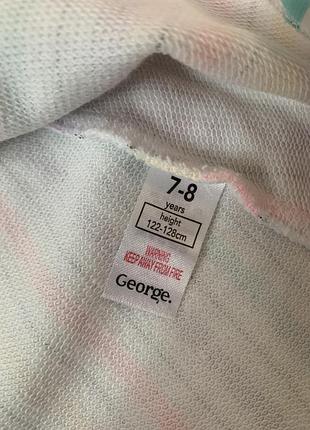 7-8
years
height
122-128cm
WARNING
KEEP AWAY FROM FIRE
George.